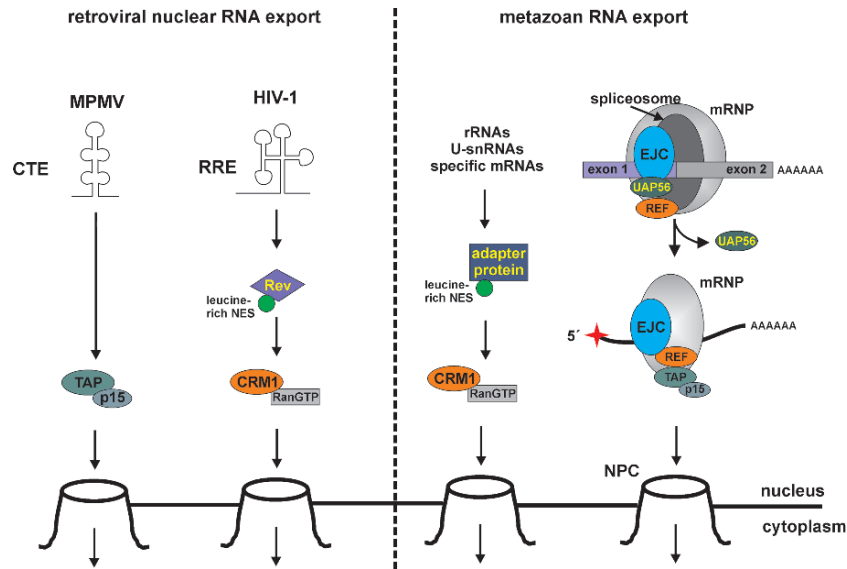 retroviral nuclear RNA export
metazoan RNA export
MPMV
CTE
HIV-1
RRE
Rev
leucine-
rich NES
TAP
p15
CRM1
RanGTP
rRNAs
U-snRNAs
specific mRNAs
adapter
protein
leucine-
rich NES
CRM1
RanGTP
spliceosome
mRNP
EJC
exon 1
exon 2
AAAAAA
UAP56
REF
UAP56
mRNP
5´
EJC
AAAAAA
REF
TAP
p15
NPC
nucleus
cytoplasm